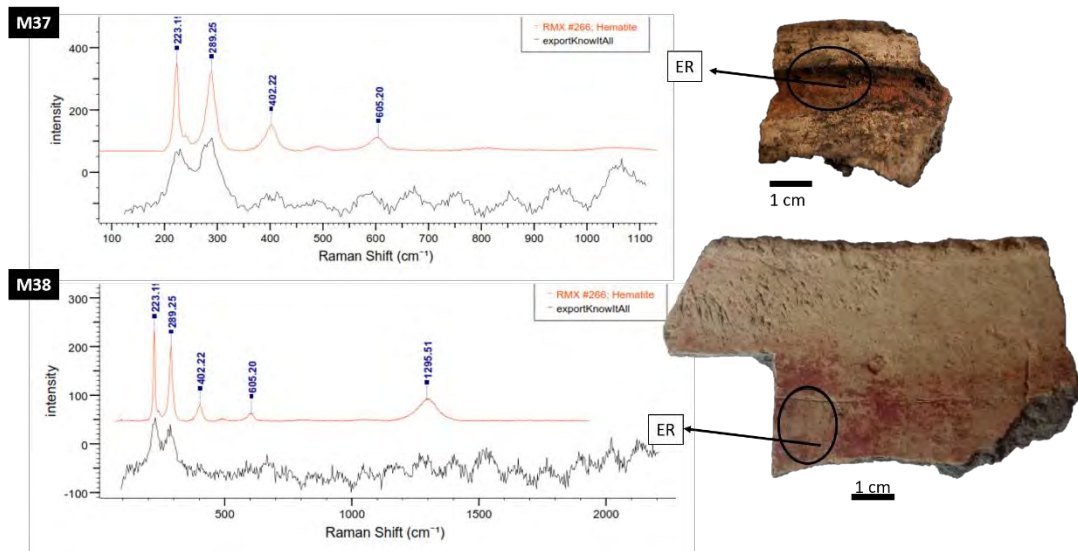 M37
RMX #266; Hematite
exportKnowItAll
223.1
289.25
402.22
605.20
400
200
0
intensity
100 200 300 400 500 600 700 800 900 1000 1100
Raman Shift (cm⁻¹)
ER
1 cm
M38
RMX #266; Hematite
exportKnowItAll
223.1
289.25
402.22
605.20
1295.51
300
200
100
0
-100
intensity
500 1000 1500 2000
Raman Shift (cm⁻¹)
ER
1 cm